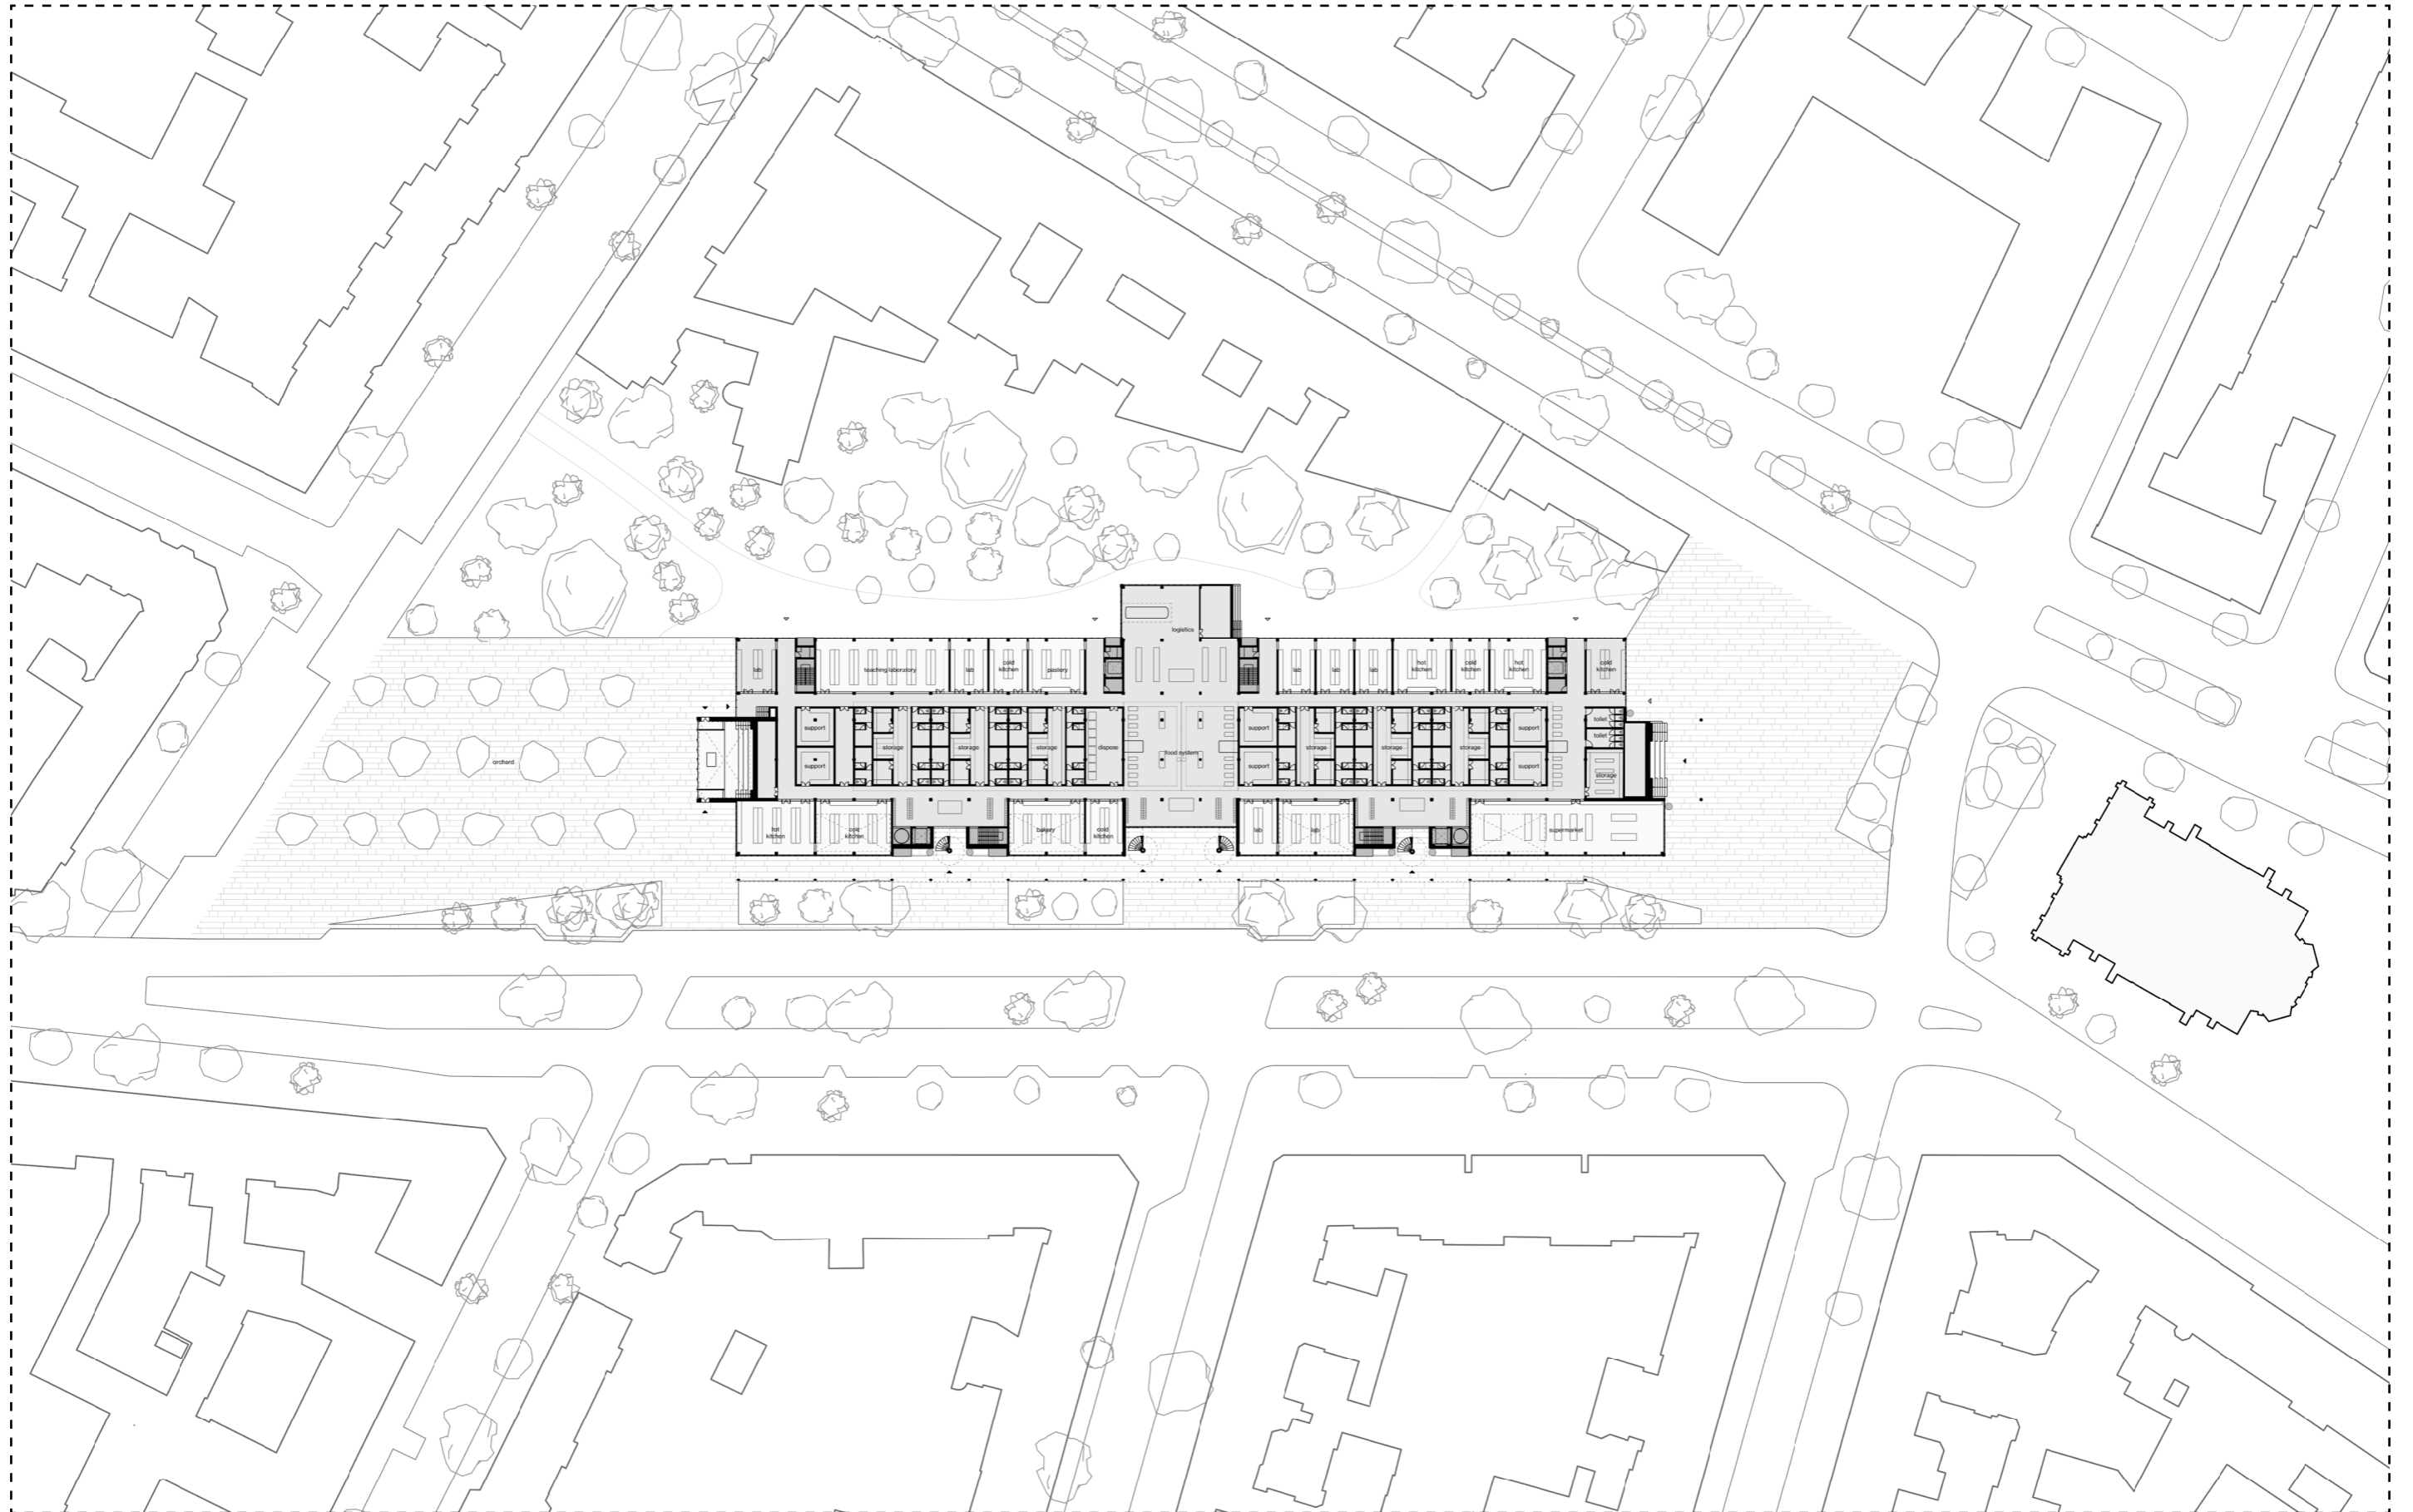 logistics
lab
teaching laboratory
lab
cold
kitchen
pastery
lab
lab
lab
hot
kitchen
cold
kitchen
hot
kitchen
cold
kitchen
support
support
toilet
toilet
support
storage
storage
storage
dispose
food system
storage
storage
storage
orchard
support
support
support
storage
hot
kitchen
cold
kitchen
bakery
cold
kitchen
lab
lab
supermarket